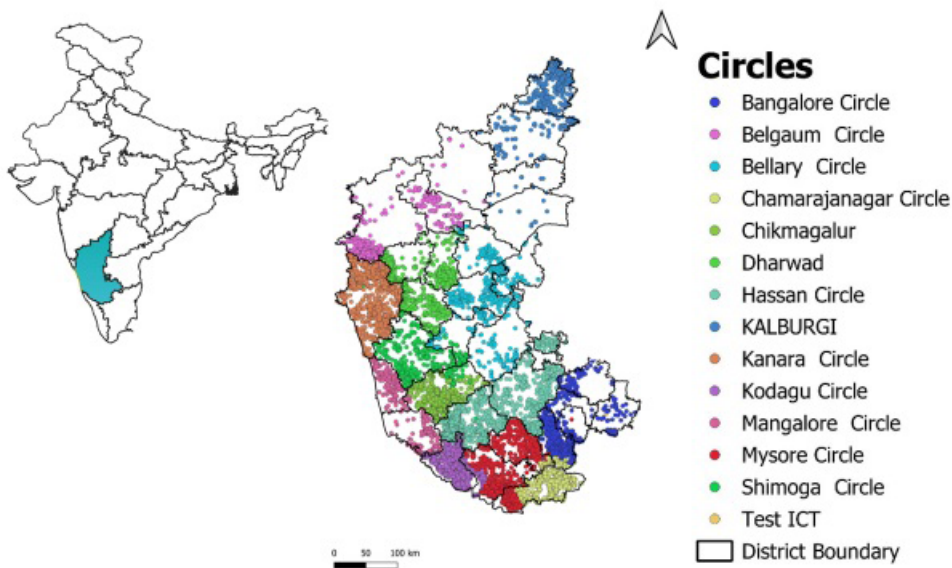 Circles
Bangalore Circle
Belgaum Circle
Bellary Circle
Chamarajanagar Circle
Chikmagalur
Dharwad
Hassan Circle
KALBURGI
Kanara Circle
Kodagu Circle
Mangalore Circle
Mysore Circle
Shimoga Circle
Test ICT
District Boundary
0 50 100 km